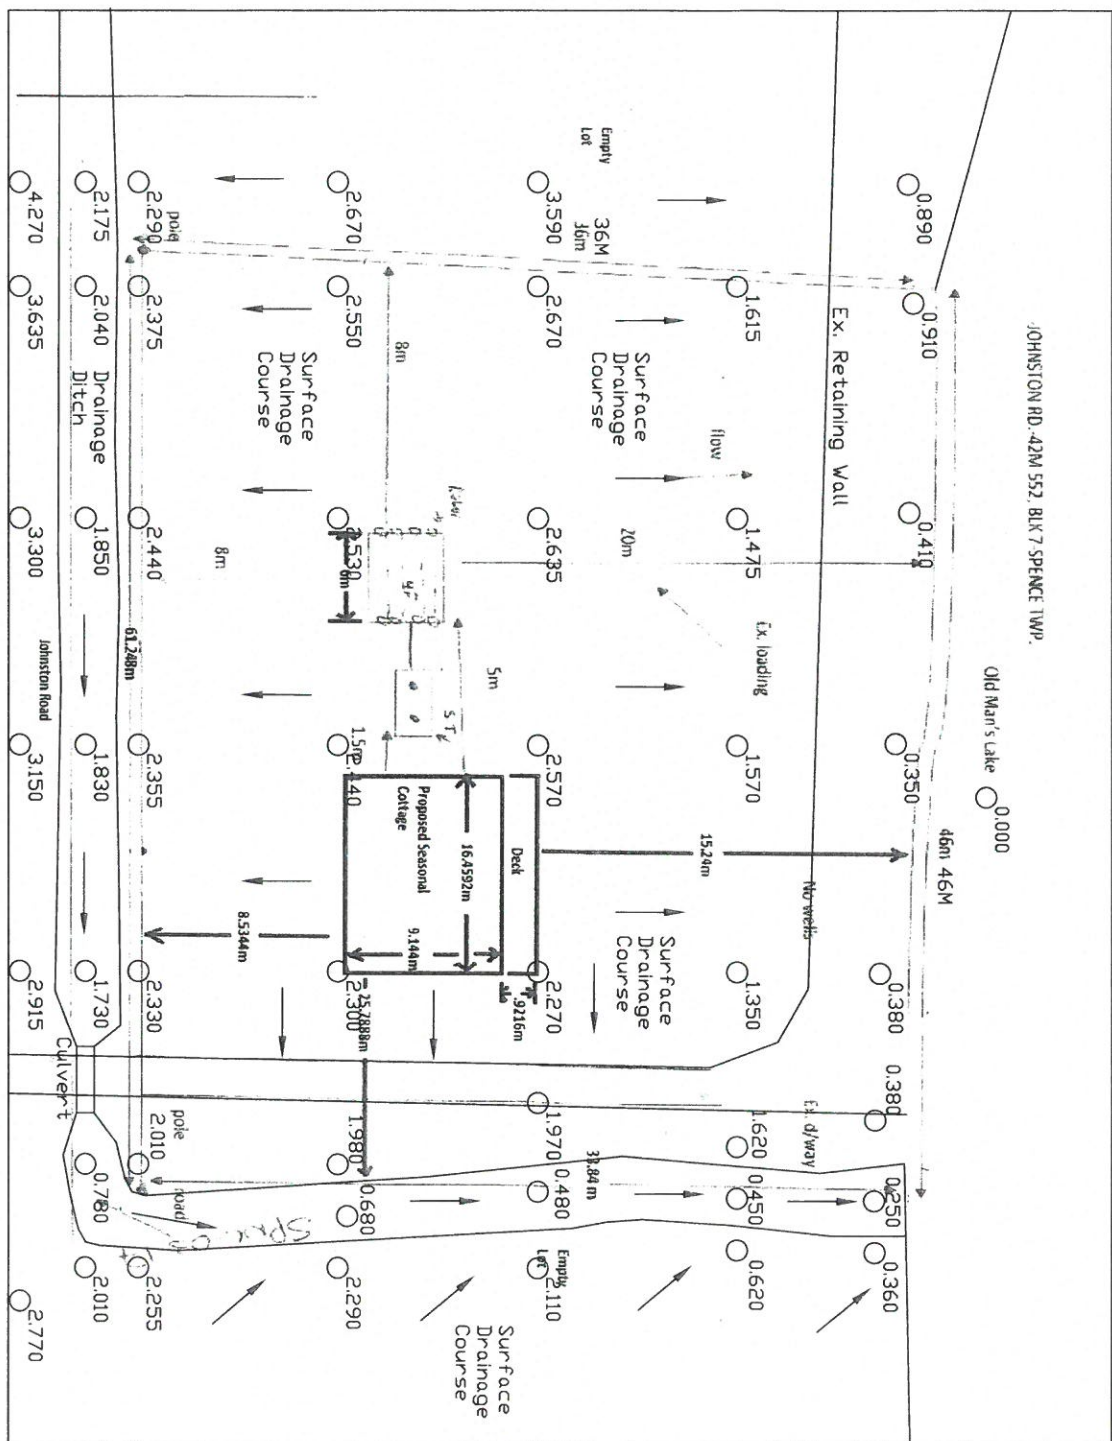 JOHNSTON RD.-42M 552, BLK 7-SPENCE TWP.
Old Man's Lake
0.000
46m 46M
0.890
0.910
0.410
0.350
0.380
0.380
0.250
0.360
Ex. Retaining Wall
No wells
Ex. d/way
1.615
1.475
1.570
1.350
1.620
0.450
0.620
flow
Ex. loading
15.24m
20m
Surface
Drainage
Course
Surface
Drainage
Course
Empty
Lot
36M
36m
3.590
2.670
2.635
2.570
2.270
1.970
0.480
33.84 m
2.110
Empty
Lot
Surface
Drainage
Course
Deck
.9216m
5m
S T
16.4592m
9.144m
Proposed Seasonal
Cottage
25.7888m
8m
6m
1.5m
2.670
2.550
2.530
2.440
2.300
1.980
0.680
2.290
Surface
Drainage
Course
8m
8.5344m
pole
pole
road
2.290
2.375
2.440
2.355
2.330
2.010
2.255
61.248m
Drainage
Ditch
Culvert
2.175
2.040
1.850
1.830
1.730
0.780
2.010
Johnston Road
4.270
3.635
3.300
3.150
2.915
2.770